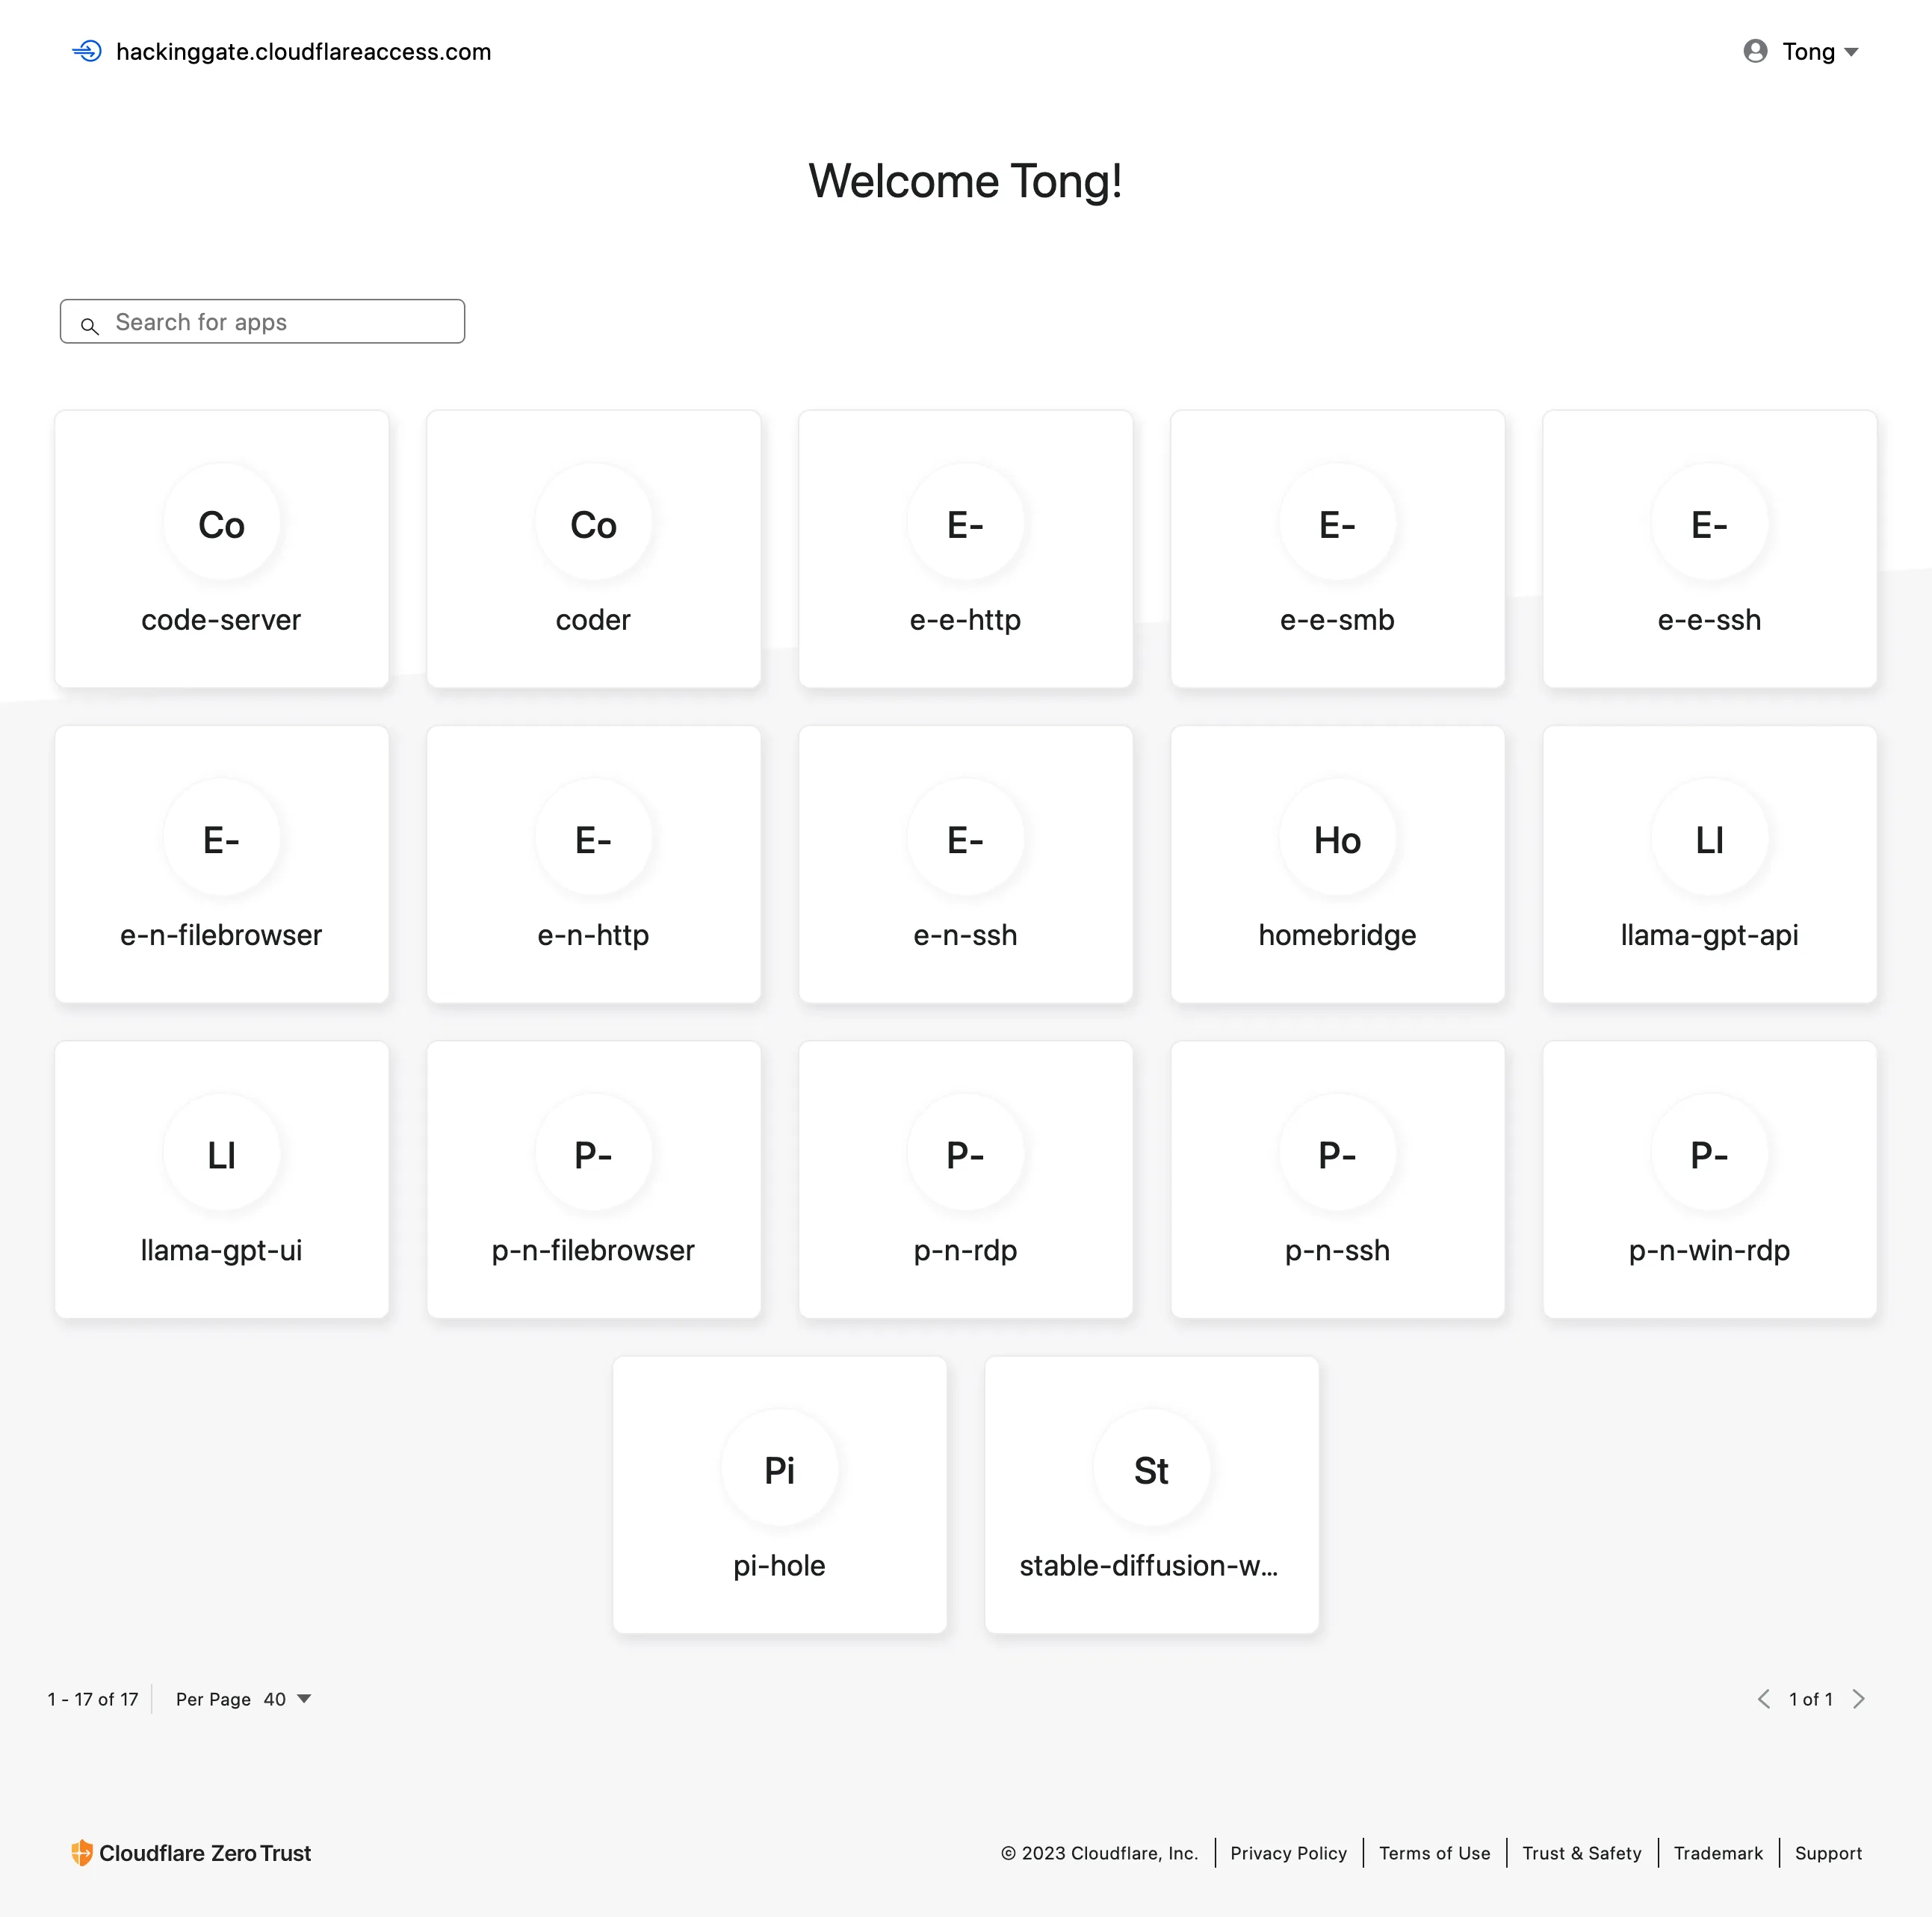 hackinggate.cloudflareaccess.com
Tong
Welcome Tong!
Search for apps
Co
code-server
Co
coder
E-
e-e-http
E-
e-e-smb
E-
e-e-ssh
E-
e-n-filebrowser
E-
e-n-http
E-
e-n-ssh
Ho
homebridge
Ll
llama-gpt-api
Ll
llama-gpt-ui
P-
p-n-filebrowser
P-
p-n-rdp
P-
p-n-ssh
P-
p-n-win-rdp
Pi
pi-hole
St
stable-diffusion-w...
1 - 17 of 17
Per Page 40
1 of 1
Cloudflare Zero Trust
© 2023 Cloudflare, Inc.
Privacy Policy
Terms of Use
Trust & Safety
Trademark
Support